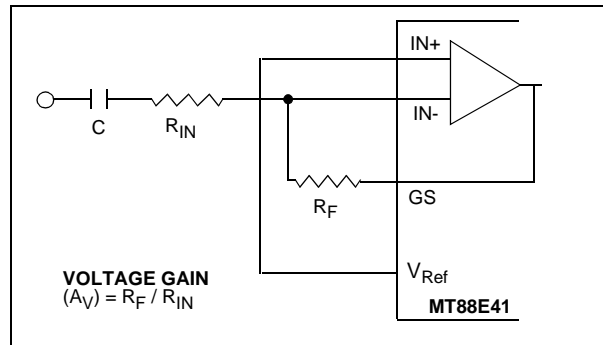 IN+
IN-
C
R_IN
R_F
GS
V_Ref
VOLTAGE GAIN
(A_V) = R_F / R_IN
MT88E41